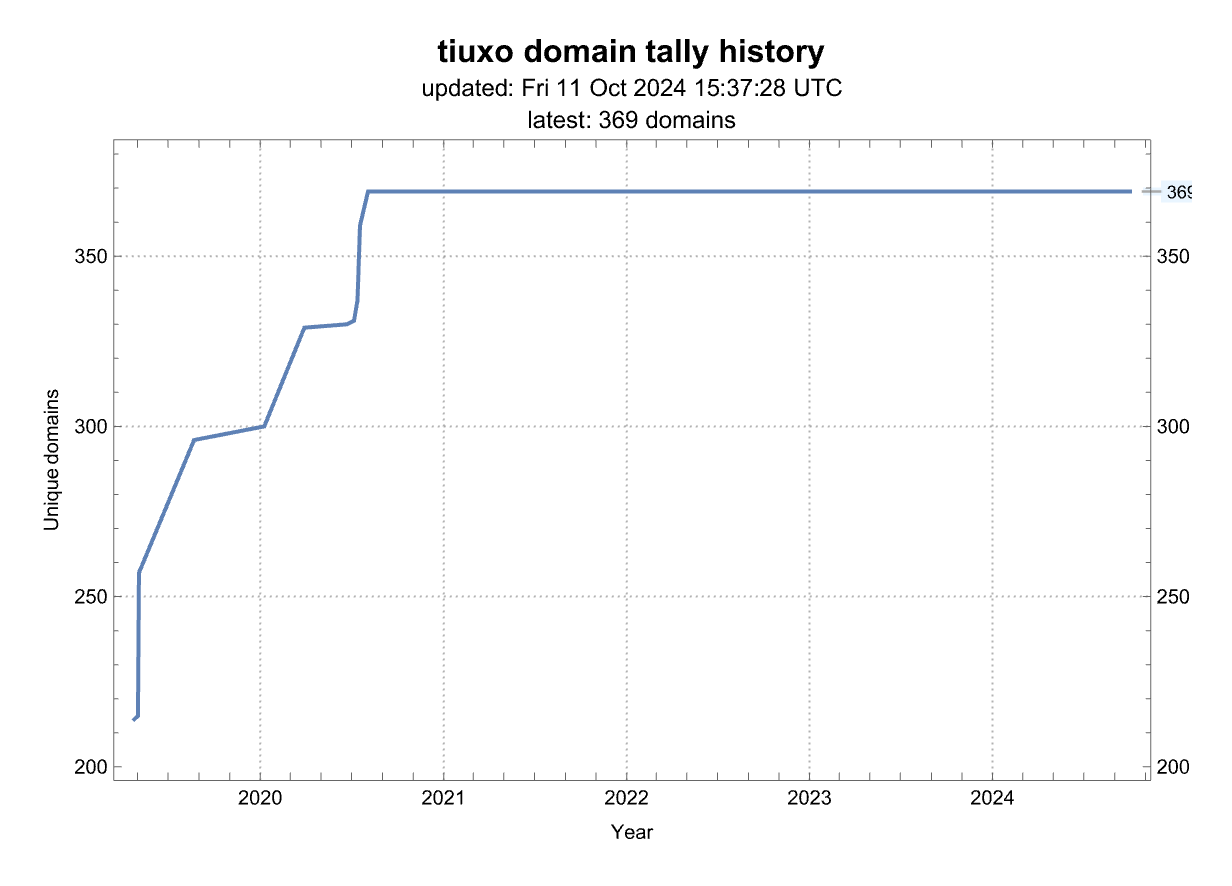 tiuxo domain tally history
updated: Fri 11 Oct 2024 15:37:28 UTC
latest: 369 domains
369
350 350
300 300
Unique domains
250 250
200 200
2020 2021 2022 2023 2024
Year